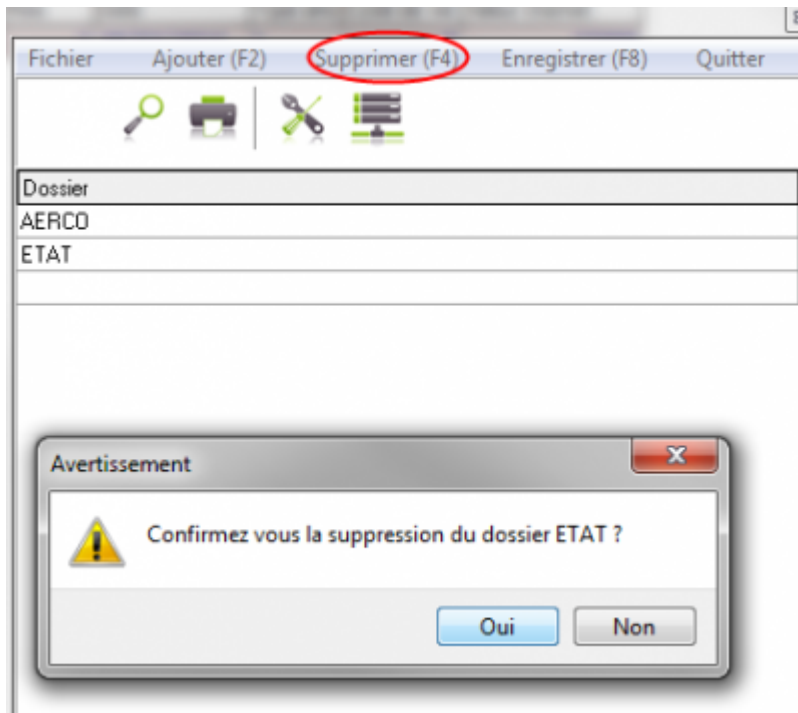 Fichier Ajouter (F2) Supprimer (F4) Enregistrer (F8) Quitter
Dossier
AERCO
ETAT
Avertissement
Confirmez vous la suppression du dossier ETAT ?
Oui Non